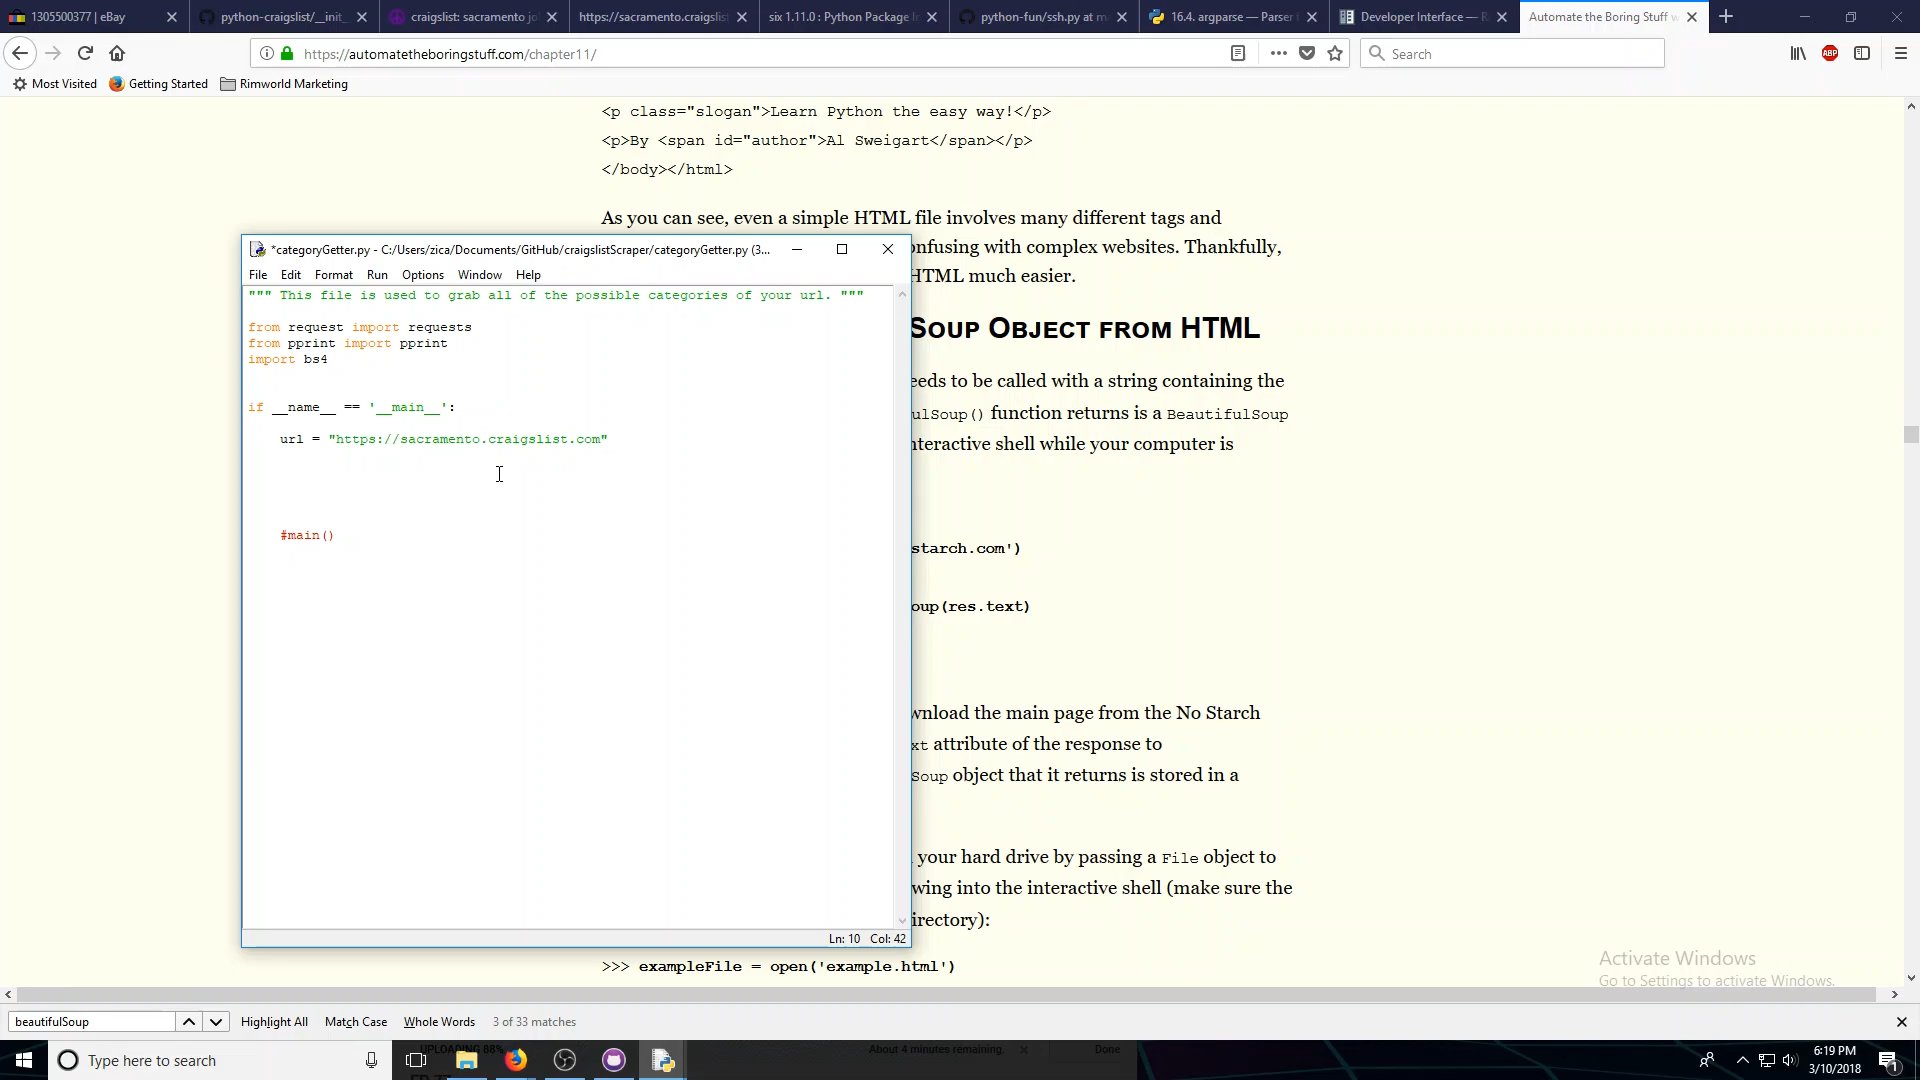 1305500377 | eBay
python-craigslist/__init_
craigslist: sacramento jo
https://sacramento.craigslist
six 1.11.0 : Python Package I
python-fun/ssh.py at m
16.4. argparse — Parser
Developer Interface — R
Automate the Boring Stuff w
https://automatetheboringstuff.com/chapter11/
Search
ABP
Most Visited
Getting Started
Rimworld Marketing
<p class="slogan">Learn Python the easy way!</p>
<p>By <span id="author">Al Sweigart</span></p>
</body></html>
As you can see, even a simple HTML file involves many different tags and
onfusing with complex websites. Thankfully,
HTML much easier.
Soup Object from HTML
eeds to be called with a string containing the
ulSoup() function returns is a BeautifulSoup
nteractive shell while your computer is
starch.com')
oup(res.text)
wnload the main page from the No Starch
xt attribute of the response to
Soup object that it returns is stored in a
your hard drive by passing a File object to
wing into the interactive shell (make sure the
irectory):
>>> exampleFile = open('example.html')
*categoryGetter.py - C:/Users/zica/Documents/GitHub/craigslistScraper/categoryGetter.py (3...
File Edit Format Run Options Window Help
""" This file is used to grab all of the possible categories of your url. """
from request import requests
from pprint import pprint
import bs4
if __name__ == '__main__':
url = "https://sacramento.craigslist.com"
#main()
Ln: 10 Col: 42
Activate Windows
Go to Settings to activate Windows.
beautifulSoup
Highlight All
Match Case
Whole Words
3 of 33 matches
Type here to search
UPLOADING 88%
About 4 minutes remaining.
Done
6:19 PM
3/10/2018
1